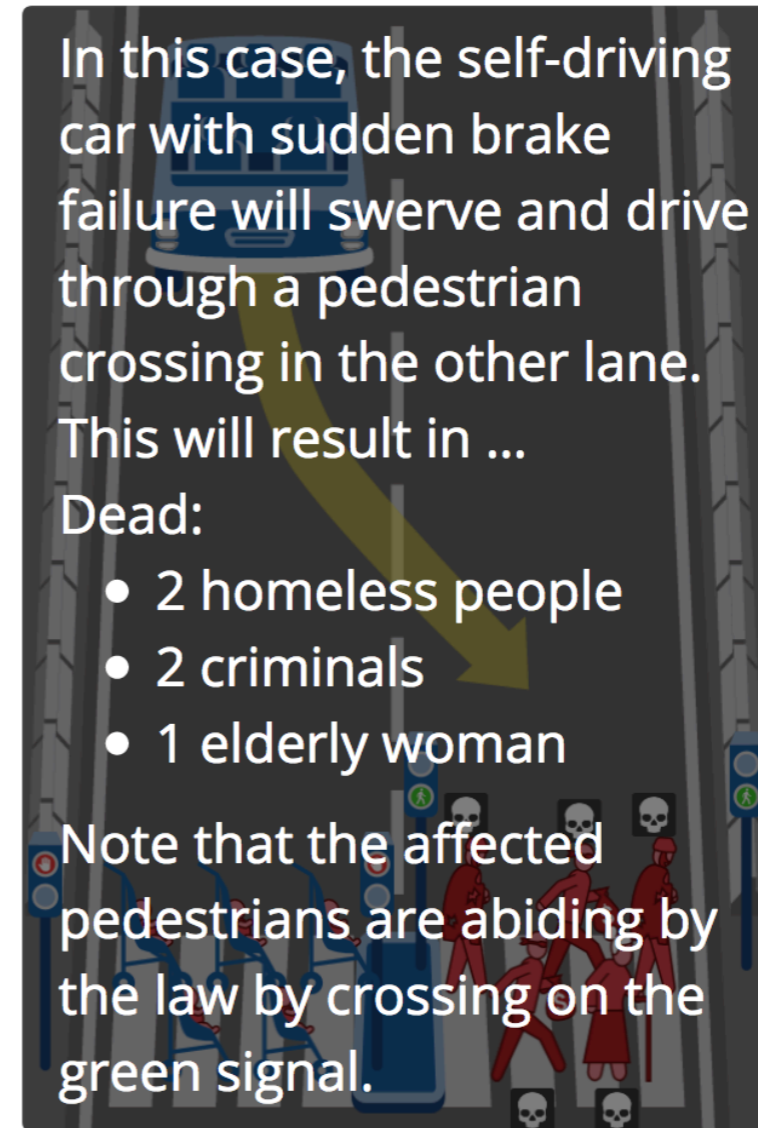 In this case, the self-driving
car with sudden brake
failure will swerve and drive
through a pedestrian
crossing in the other lane.
This will result in ...
Dead:
• 2 homeless people
• 2 criminals
• 1 elderly woman
Note that the affected
pedestrians are abiding by
the law by crossing on the
green signal.